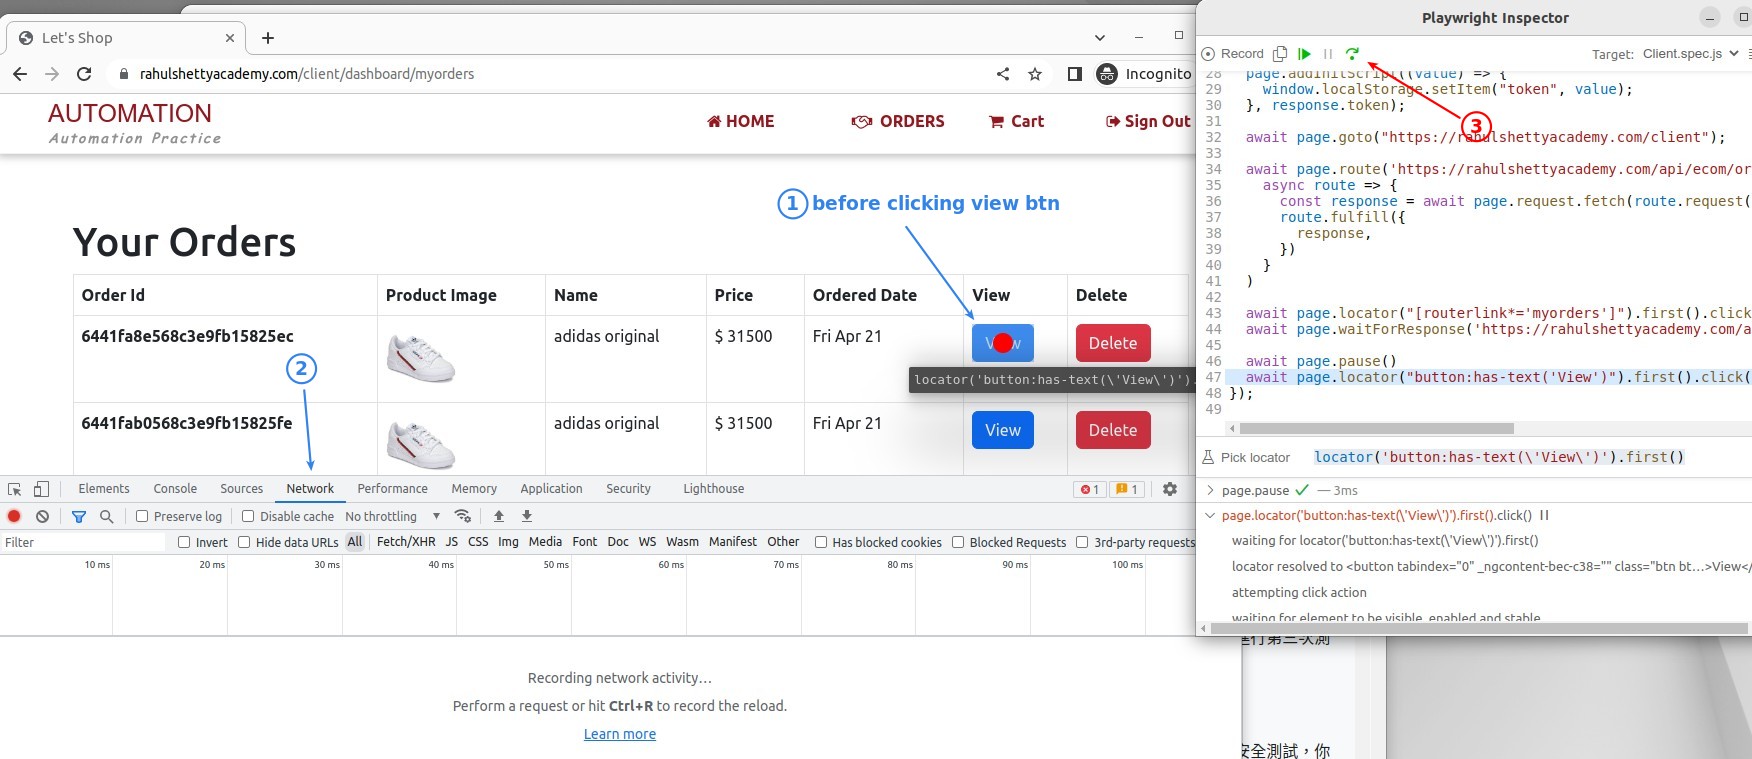 Let's Shop
rahulshettyacademy.com/client/dashboard/myorders
Incognito
AUTOMATION
Automation Practice
HOME
ORDERS
Cart
Sign Out
1 before clicking view btn
Your Orders
Order Id Product Image Name Price Ordered Date View Delete
6441fa8e568c3e9fb15825ec adidas original $ 31500 Fri Apr 21 Delete
locator('button:has-text(\'View\')').
2
6441fab0568c3e9fb15825fe adidas original $ 31500 Fri Apr 21 View Delete
Elements Console Sources Network Performance Memory Application Security Lighthouse 1 1
Preserve log Disable cache No throttling
Filter Invert Hide data URLs All Fetch/XHR JS CSS Img Media Font Doc WS Wasm Manifest Other Has blocked cookies Blocked Requests 3rd-party requests
10 ms 20 ms 30 ms 40 ms 50 ms 60 ms 70 ms 80 ms 90 ms 100 ms
Recording network activity…
Perform a request or hit Ctrl+R to record the reload.
Learn more
Playwright Inspector
Record Target: Client.spec.js
28 page.addInitScript((value) => {
29 window.localStorage.setItem("token", value);
30 }, response.token);
31
3
32 await page.goto("https://rahulshettyacademy.com/client");
33
34 await page.route('https://rahulshettyacademy.com/api/ecom/or
35 async route => {
36 const response = await page.request.fetch(route.request(
37 route.fulfill({
38 response,
39 })
40 }
41 )
42
43 await page.locator("[routerlink*='myorders']").first().click
44 await page.waitForResponse('https://rahulshettyacademy.com/a
45
46 await page.pause()
47 await page.locator("button:has-text('View')").first().click(
48 });
49
Pick locator locator('button:has-text(\'View\')').first()
page.pause — 3ms
page.locator('button:has-text(\'View\')').first().click()
waiting for locator('button:has-text(\'View\')').first()
locator resolved to <button tabindex="0" _ngcontent-bec-c38="" class="btn bt…>View</
attempting click action
waiting for element to be visible, enabled and stable
行第三次測
安全測試，你